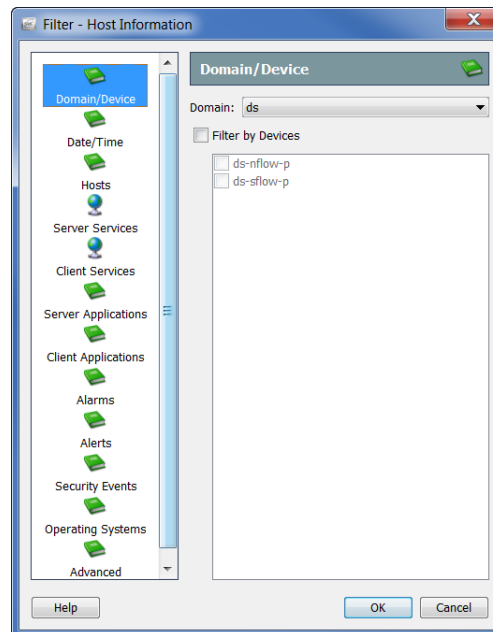 Filter - Host Information
Domain/Device
Date/Time
Hosts
Server Services
Client Services
Server Applications
Client Applications
Alarms
Alerts
Security Events
Operating Systems
Advanced
Domain/Device
Domain: ds
Filter by Devices
ds-nflow-p
ds-sflow-p
Help
OK
Cancel